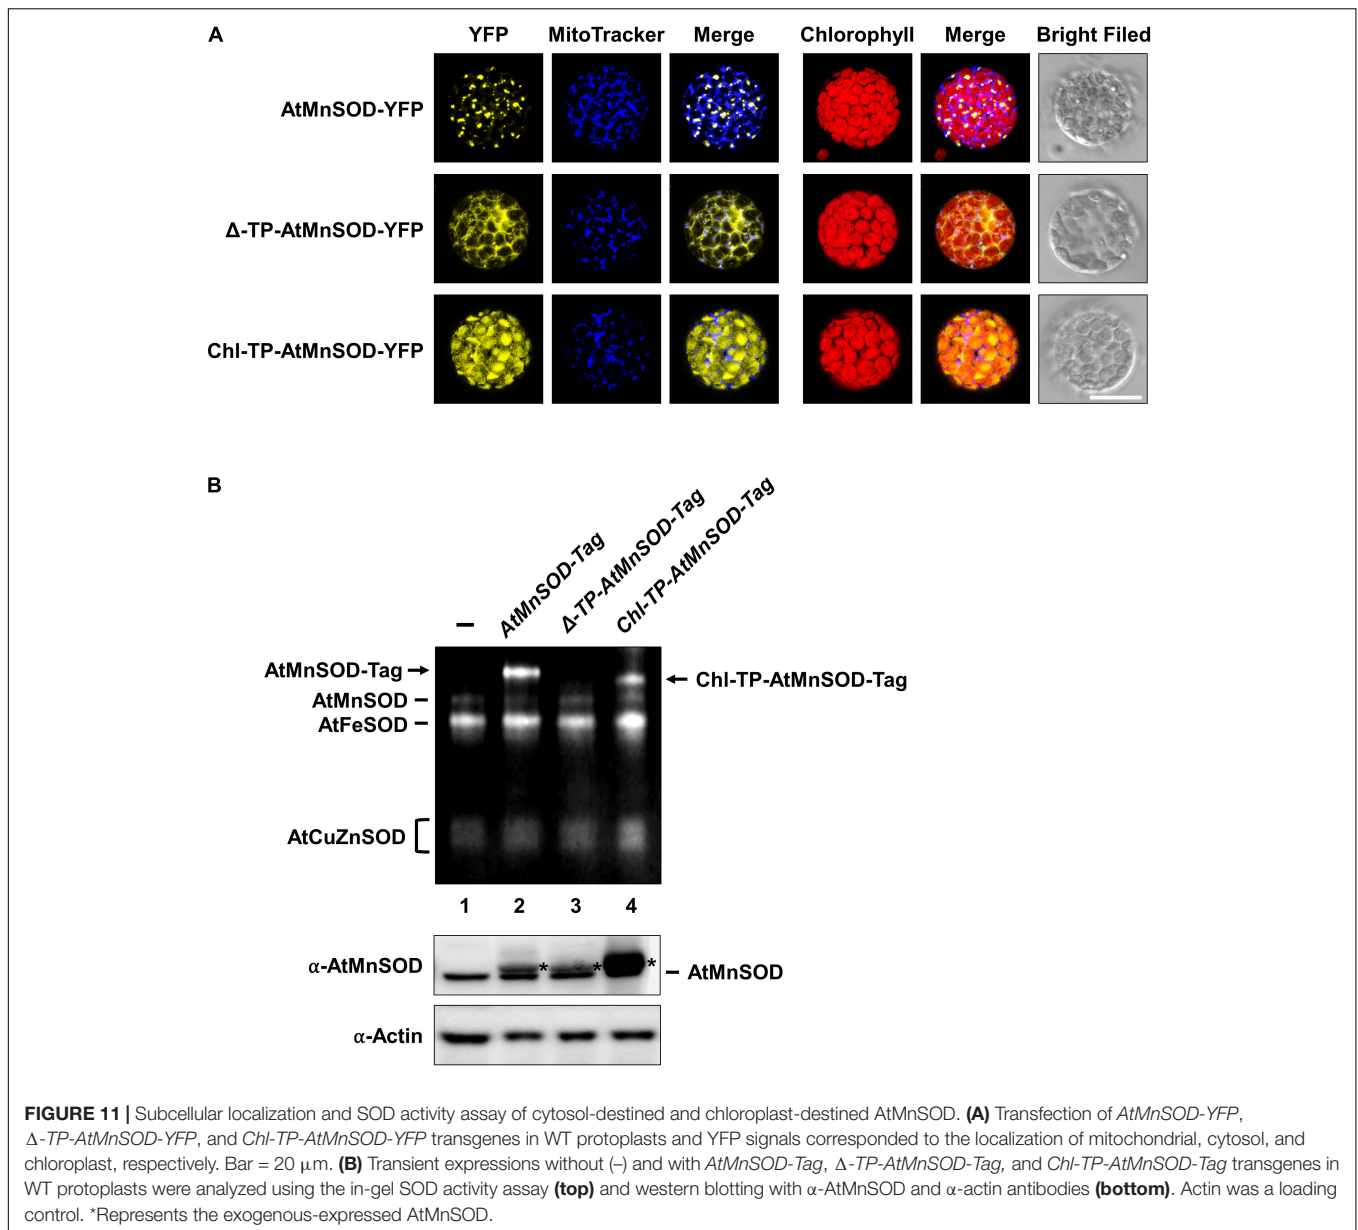 A
YFP MitoTracker Merge Chlorophyll Merge Bright Filed
AtMnSOD-YFP
Δ-TP-AtMnSOD-YFP
Chl-TP-AtMnSOD-YFP
B
– AtMnSOD-Tag Δ-TP-AtMnSOD-Tag Chl-TP-AtMnSOD-Tag
AtMnSOD-Tag
Chl-TP-AtMnSOD-Tag
AtMnSOD
AtFeSOD
AtCuZnSOD
1 2 3 4
α-AtMnSOD * * * AtMnSOD
α-Actin
FIGURE 11 | Subcellular localization and SOD activity assay of cytosol-destined and chloroplast-destined AtMnSOD. (A) Transfection of AtMnSOD-YFP,
Δ-TP-AtMnSOD-YFP, and Chl-TP-AtMnSOD-YFP transgenes in WT protoplasts and YFP signals corresponded to the localization of mitochondrial, cytosol, and
chloroplast, respectively. Bar = 20 μm. (B) Transient expressions without (–) and with AtMnSOD-Tag, Δ-TP-AtMnSOD-Tag, and Chl-TP-AtMnSOD-Tag transgenes in
WT protoplasts were analyzed using the in-gel SOD activity assay (top) and western blotting with α-AtMnSOD and α-actin antibodies (bottom). Actin was a loading
control. *Represents the exogenous-expressed AtMnSOD.